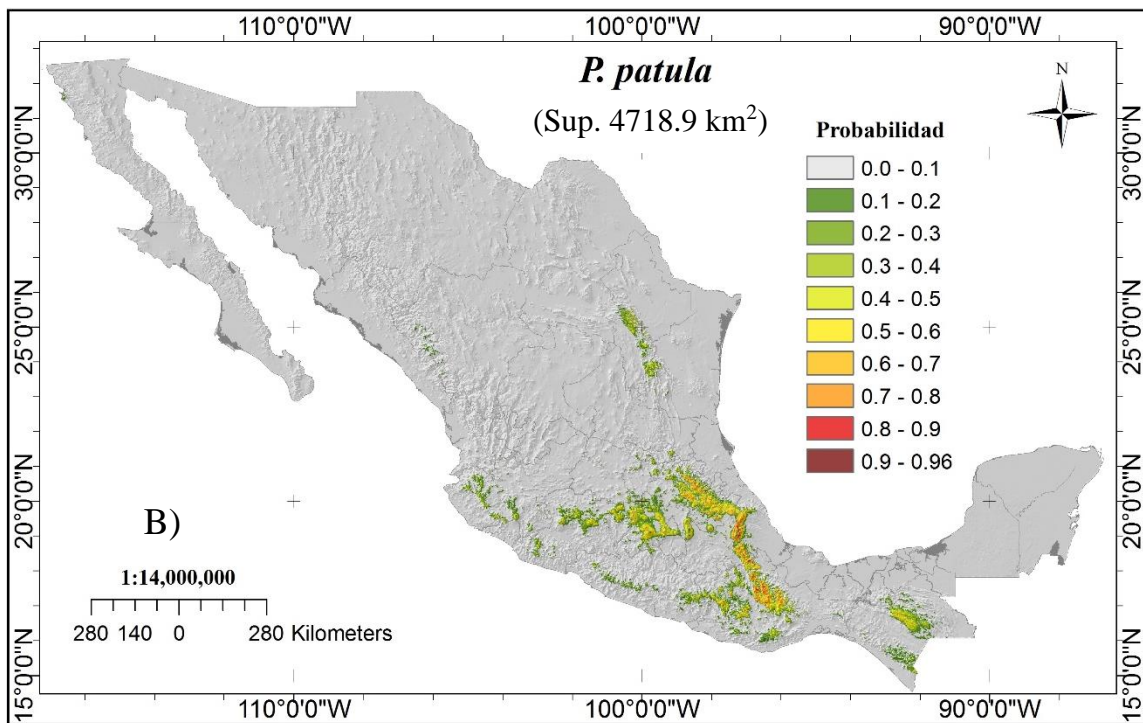 110°0'0"W 100°0'0"W 90°0'0"W
P. patula
(Sup. 4718.9 km²)
N
Probabilidad
0.0 - 0.1
0.1 - 0.2
0.2 - 0.3
0.3 - 0.4
0.4 - 0.5
0.5 - 0.6
0.6 - 0.7
0.7 - 0.8
0.8 - 0.9
0.9 - 0.96
30°0'0"N 30°0'0"N
25°0'0"N 25°0'0"N
20°0'0"N 20°0'0"N
15°0'0"N 15°0'0"N
B)
1:14,000,000
280 140 0 280 Kilometers
110°0'0"W 100°0'0"W 90°0'0"W